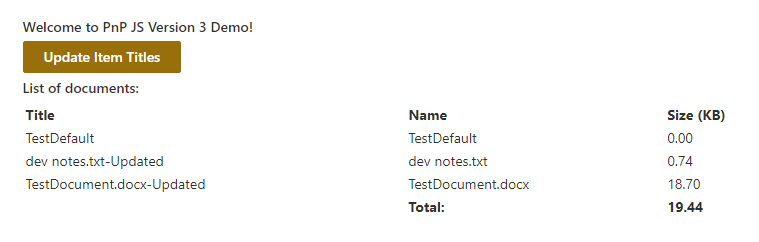 Welcome to PnP JS Version 3 Demo!
Update Item Titles
List of documents:
Title Name Size (KB)
TestDefault TestDefault 0.00
dev notes.txt-Updated dev notes.txt 0.74
TestDocument.docx-Updated TestDocument.docx 18.70
Total: 19.44